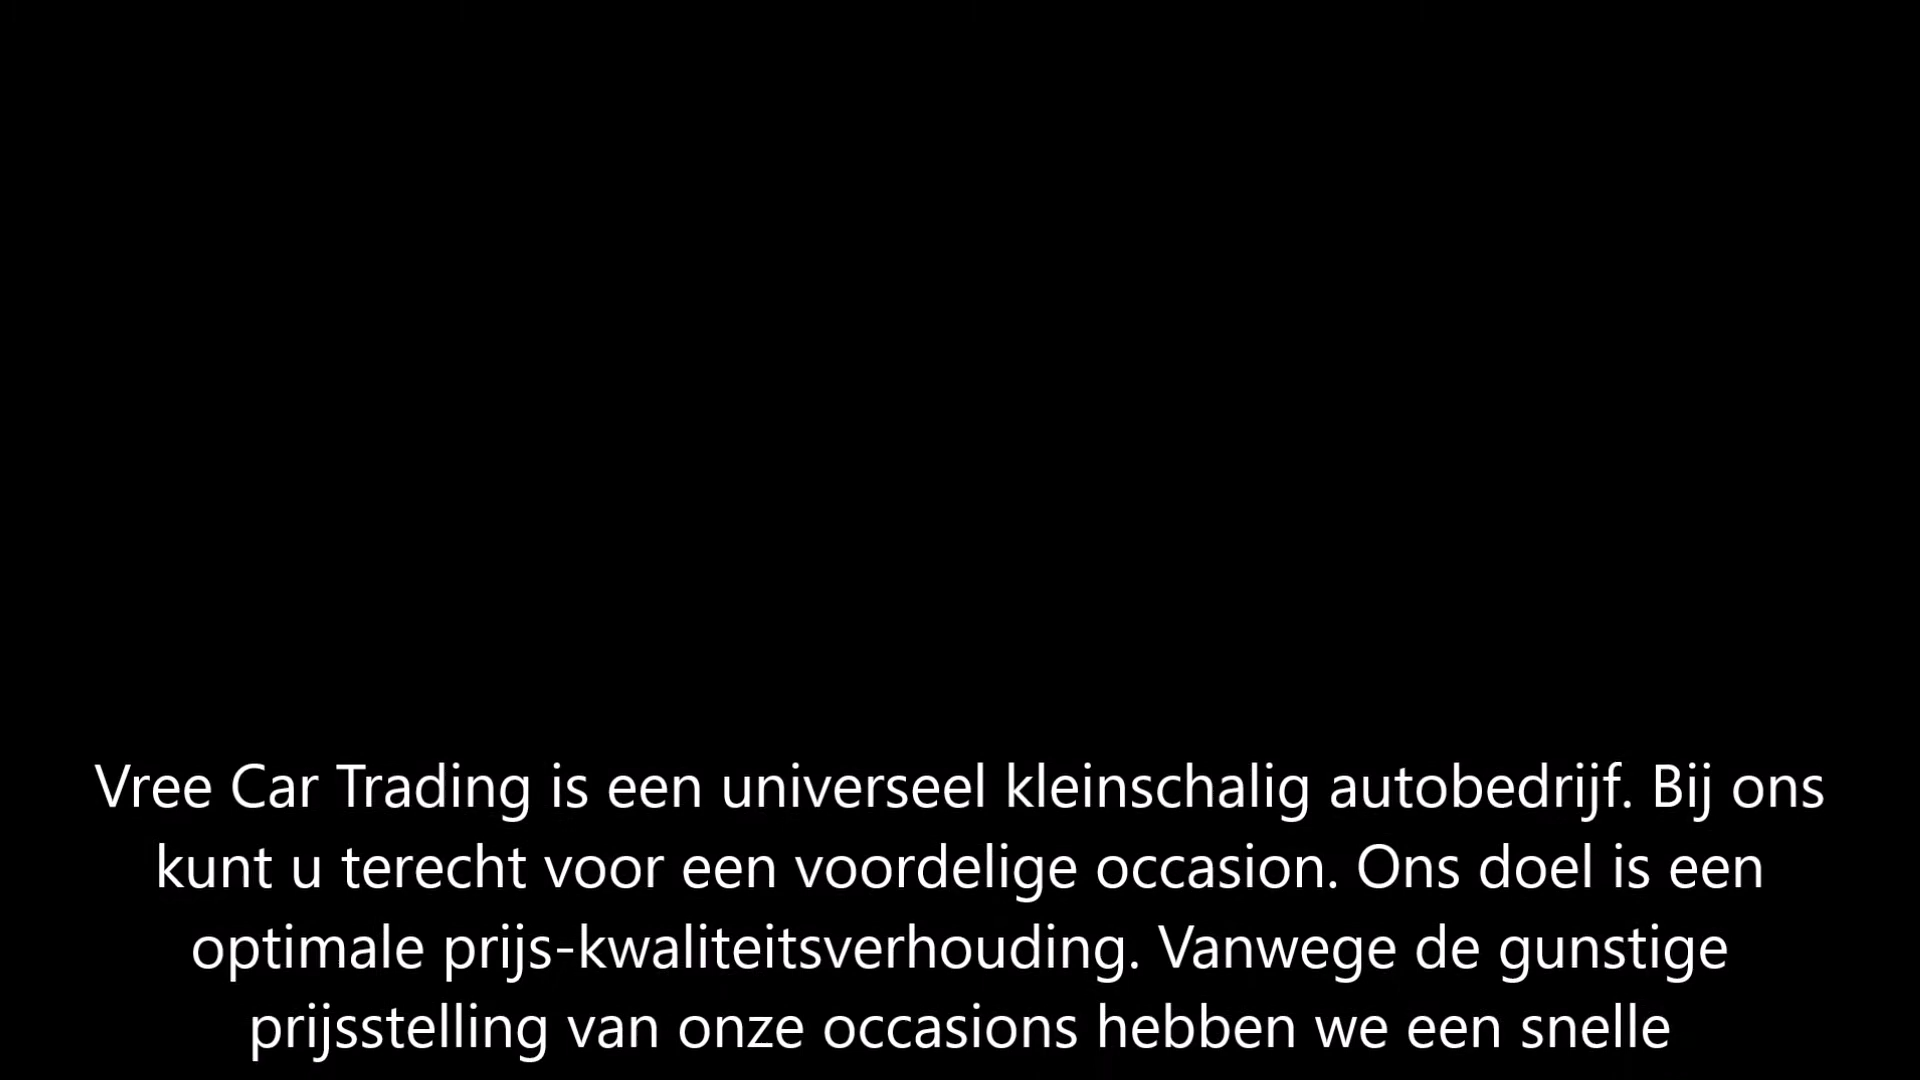 Vree Car Trading is een universeel kleinschalig autobedrijf. Bij ons
kunt u terecht voor een voordelige occasion. Ons doel is een
optimale prijs-kwaliteitsverhouding. Vanwege de gunstige
prijsstelling van onze occasions hebben we een snelle